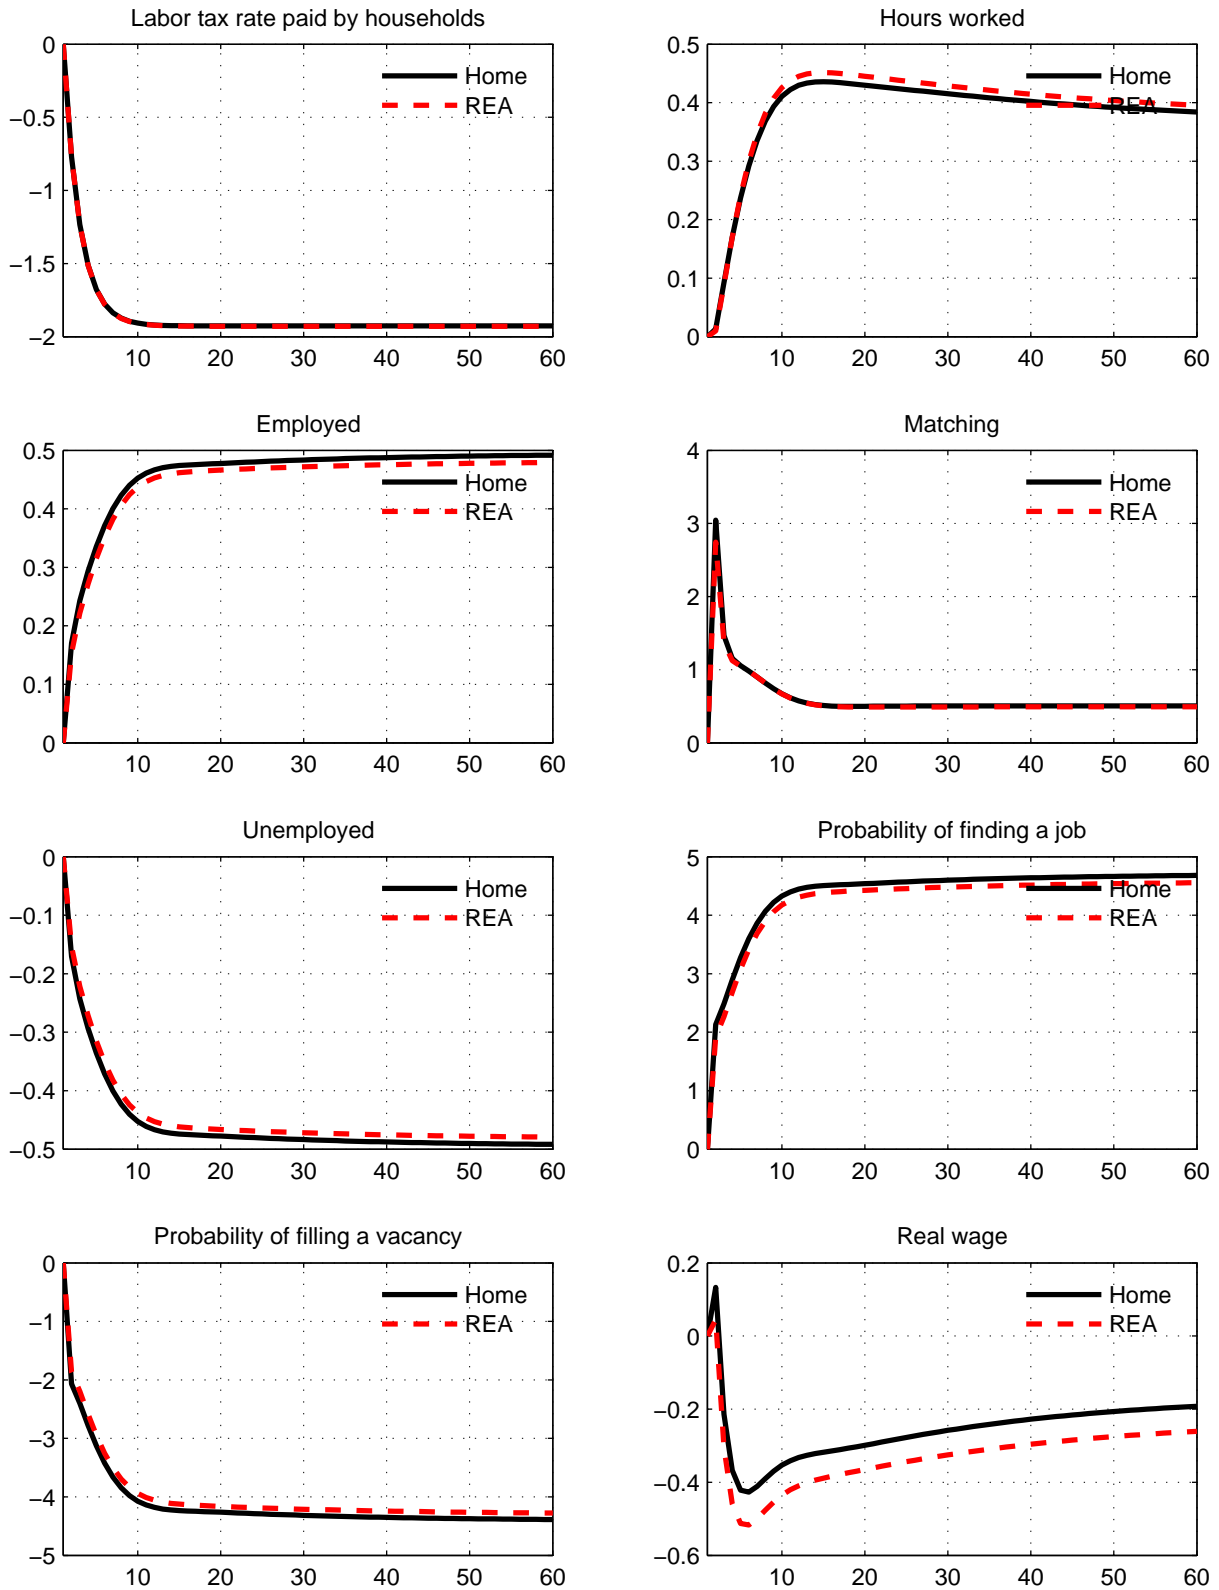 Labor tax rate paid by households
0
−0.5
−1
−1.5
−2
10 20 30 40 50 60
Home
REA
Hours worked
0.5
0.4
0.3
0.2
0.1
0
10 20 30 40 50 60
Home
REA
Employed
0.5
0.4
0.3
0.2
0.1
0
10 20 30 40 50 60
Home
REA
Matching
4
3
2
1
0
10 20 30 40 50 60
Home
REA
Unemployed
0
−0.1
−0.2
−0.3
−0.4
−0.5
10 20 30 40 50 60
Home
REA
Probability of finding a job
5
4
3
2
1
0
10 20 30 40 50 60
Home
REA
Probability of filling a vacancy
0
−1
−2
−3
−4
−5
10 20 30 40 50 60
Home
REA
Real wage
0.2
0
−0.2
−0.4
−0.6
10 20 30 40 50 60
Home
REA